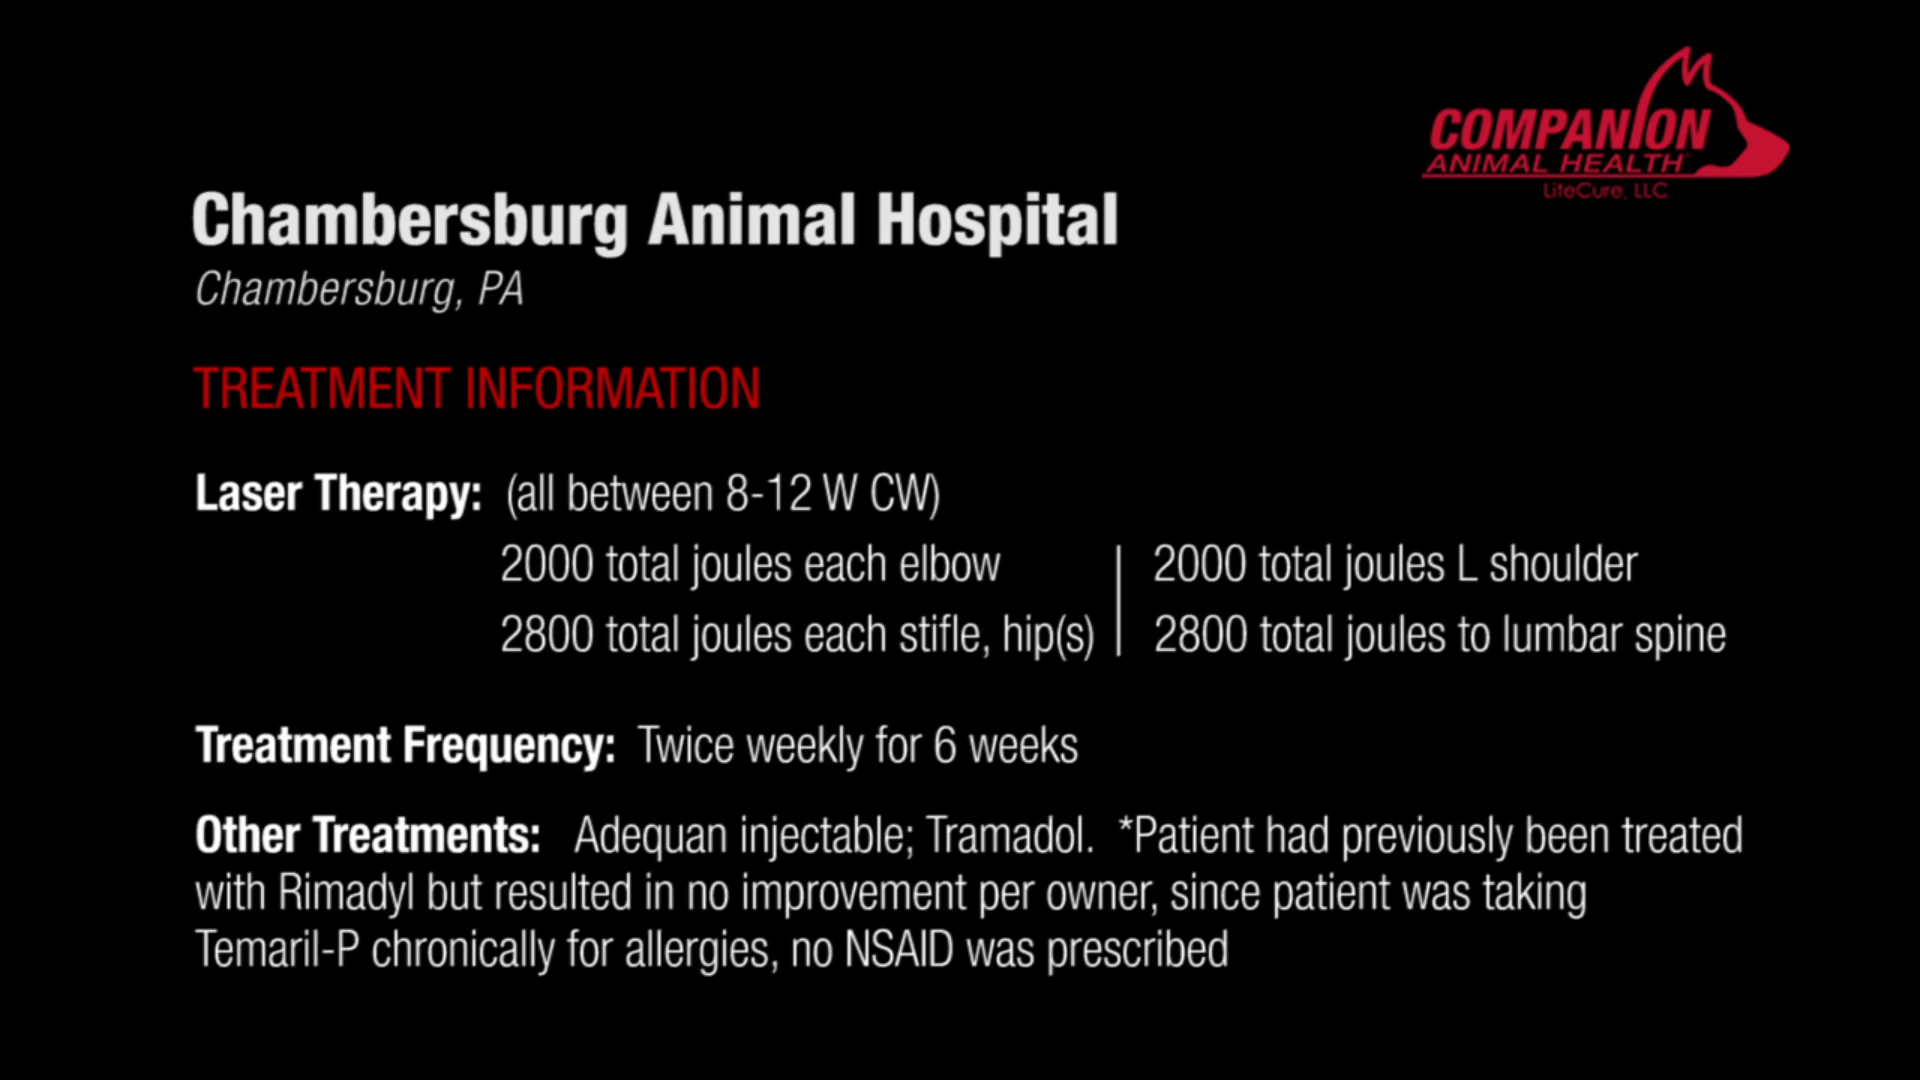 COMPANION
ANIMAL HEALTH
LiteCure, LLC
Chambersburg Animal Hospital
Chambersburg, PA
TREATMENT INFORMATION
Laser Therapy: (all between 8-12 W CW)
2000 total joules each elbow | 2000 total joules L shoulder
2800 total joules each stifle, hip(s) | 2800 total joules to lumbar spine
Treatment Frequency: Twice weekly for 6 weeks
Other Treatments: Adequan injectable; Tramadol. *Patient had previously been treated
with Rimadyl but resulted in no improvement per owner, since patient was taking
Temaril-P chronically for allergies, no NSAID was prescribed